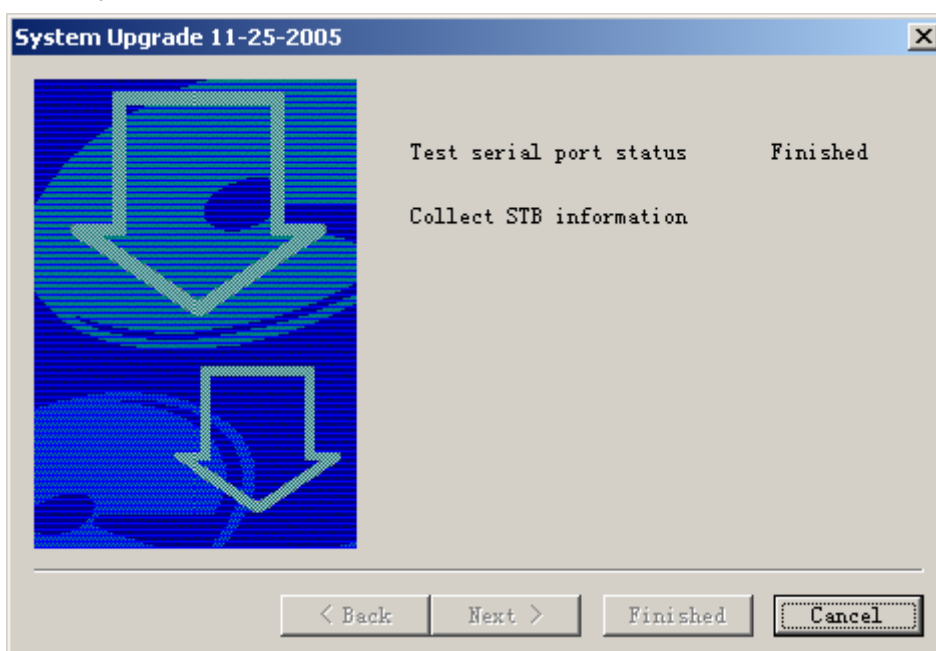 System Upgrade 11-25-2005
Test serial port status Finished
Collect STB information
< Back Next > Finished Cancel